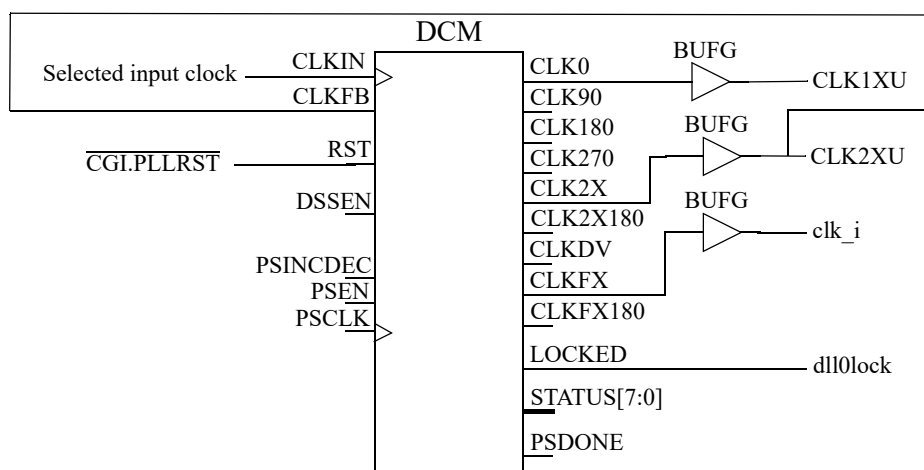 DCM
BUFG
CLKIN
Selected input clock
CLK0
CLK1XU
CLKFB
CLK90
BUFG
CLK180
RST
CGI.PLLRST
CLK270
CLK2XU
CLK2X
BUFG
DSSEN
CLK2X180
clk_i
CLKDV
PSINCDEC
CLKFX
PSEN
CLKFX180
PSCLK
LOCKED
dll0lock
STATUS[7:0]
PSDONE